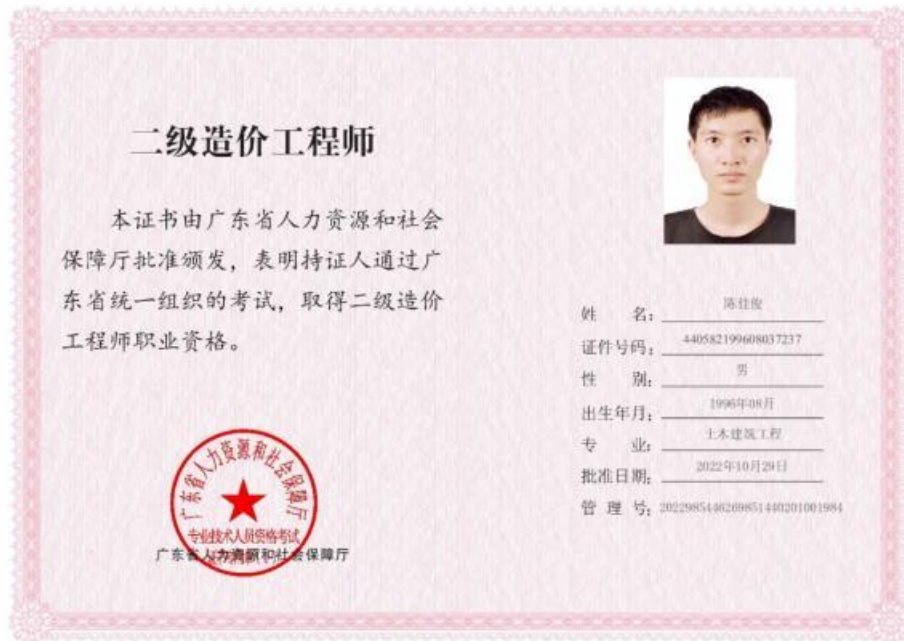 二级造价工程师
本证书由广东省人力资源和社会
保障厅批准颁发，表明持证人通过广
东省统一组织的考试，取得二级造价
工程师职业资格。
广东省人力资源和社会保障厅
专业技术人员资格考试
广东省人力资源和社会保障厅
姓 名：陈佳俊
证件号码：440582199608037237
性 别：男
出生年月：1996年08月
专 业：土木建筑工程
批准日期：2022年10月29日
管 理 号：2022985446269851440201001984